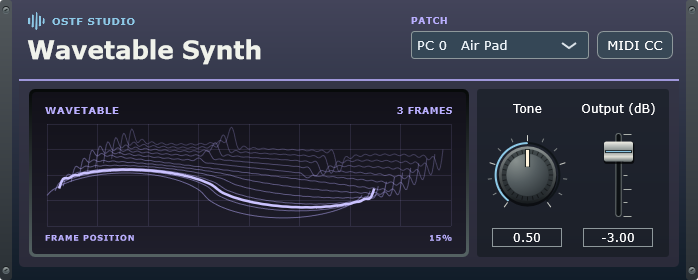 OSTF STUDIO
Wavetable Synth
PATCH
PC 0 Air Pad
MIDI CC
WAVETABLE
3 FRAMES
FRAME POSITION
15%
Tone
Output (dB)
0.50
-3.00